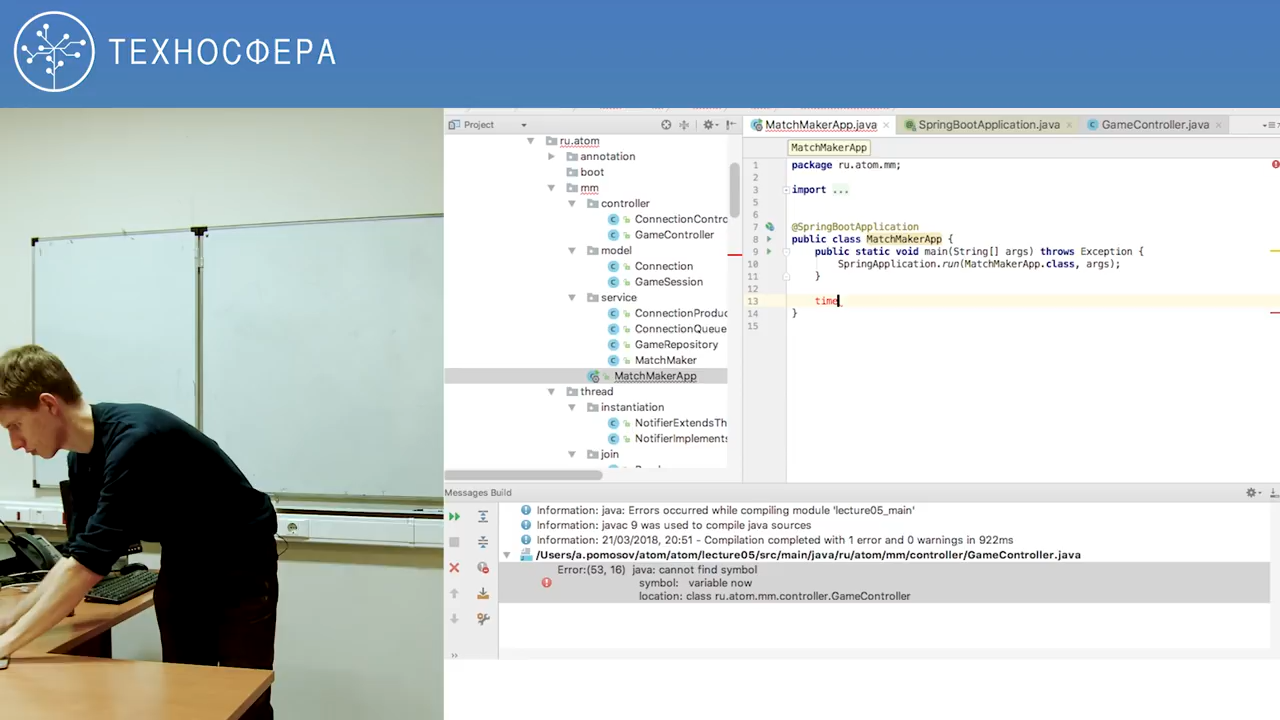 ТЕХНОСФЕРА
Project
ru.atom
annotation
boot
mm
controller
ConnectionContro
GameController
model
Connection
GameSession
service
ConnectionProduc
ConnectionQueue
GameRepository
MatchMaker
MatchMakerApp
thread
instantiation
NotifierExtendsTh
NotifierImplements
join
MatchMakerApp.java
SpringBootApplication.java
GameController.java
MatchMakerApp
1 package ru.atom.mm;
2
3 import ...
5
6
7 @SpringBootApplication
8 public class MatchMakerApp {
9 public static void main(String[] args) throws Exception {
10 SpringApplication.run(MatchMakerApp.class, args);
11 }
12
13 time
14 }
15
Messages Build
Information: java: Errors occurred while compiling module 'lecture05_main'
Information: javac 9 was used to compile java sources
Information: 21/03/2018, 20:51 - Compilation completed with 1 error and 0 warnings in 922ms
/Users/a.pomosov/atom/atom/lecture05/src/main/java/ru/atom/mm/controller/GameController.java
Error:(53, 16) java: cannot find symbol
symbol: variable now
location: class ru.atom.mm.controller.GameController